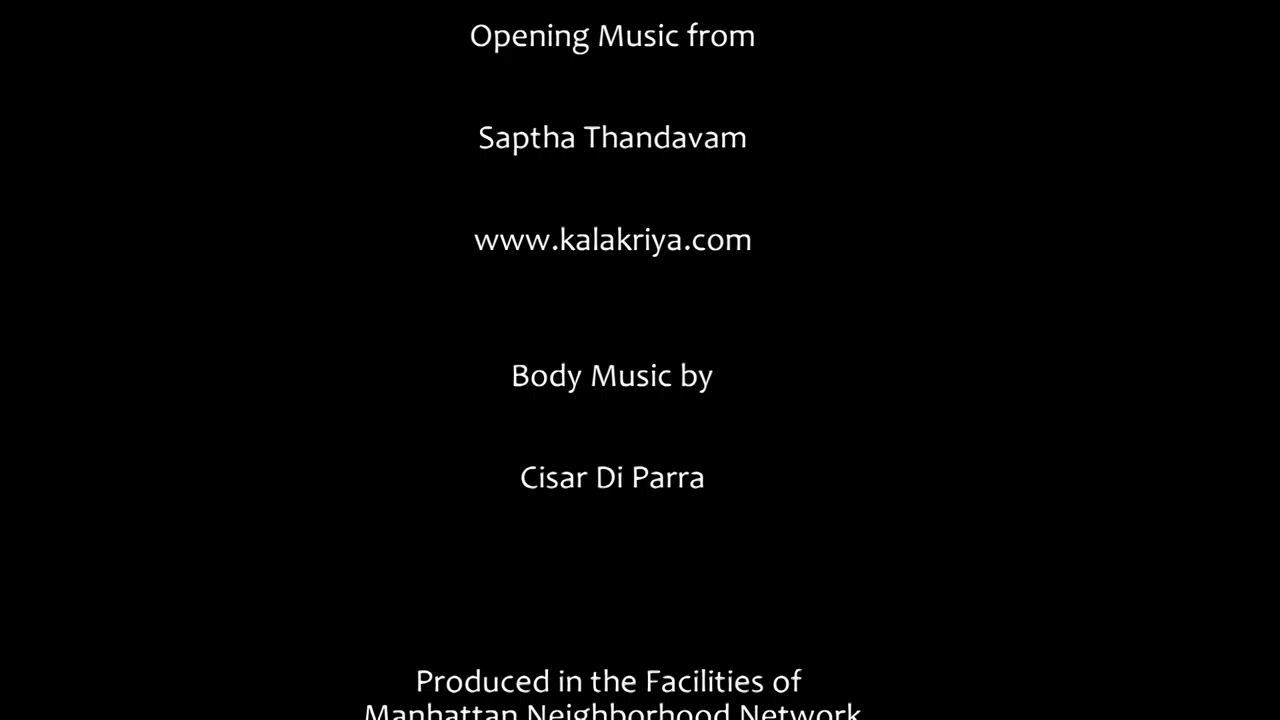 Opening Music from
Saptha Thandavam
www.kalakriya.com
Body Music by
Cisar Di Parra
Produced in the Facilities of
Manhattan Neighborhood Network